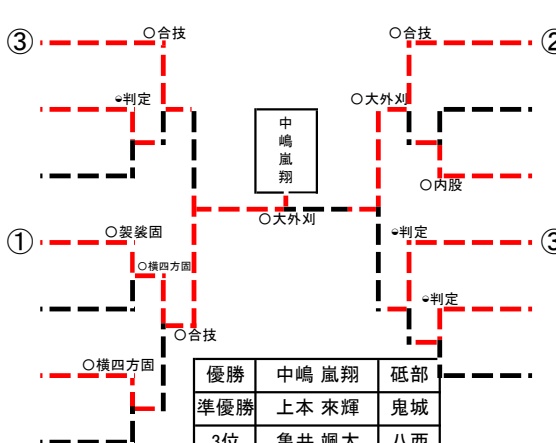 ③
○合技
○合技
②
◒判定
○大外刈
中嶋嵐翔
○内股
○大外刈
①
○袈裟固
◒判定
③
○横四方固
◒判定
○合技
○横四方固
優勝 中嶋 嵐翔 砥部
準優勝 上本 來輝 鬼城
3位 亀井 颯大 八西